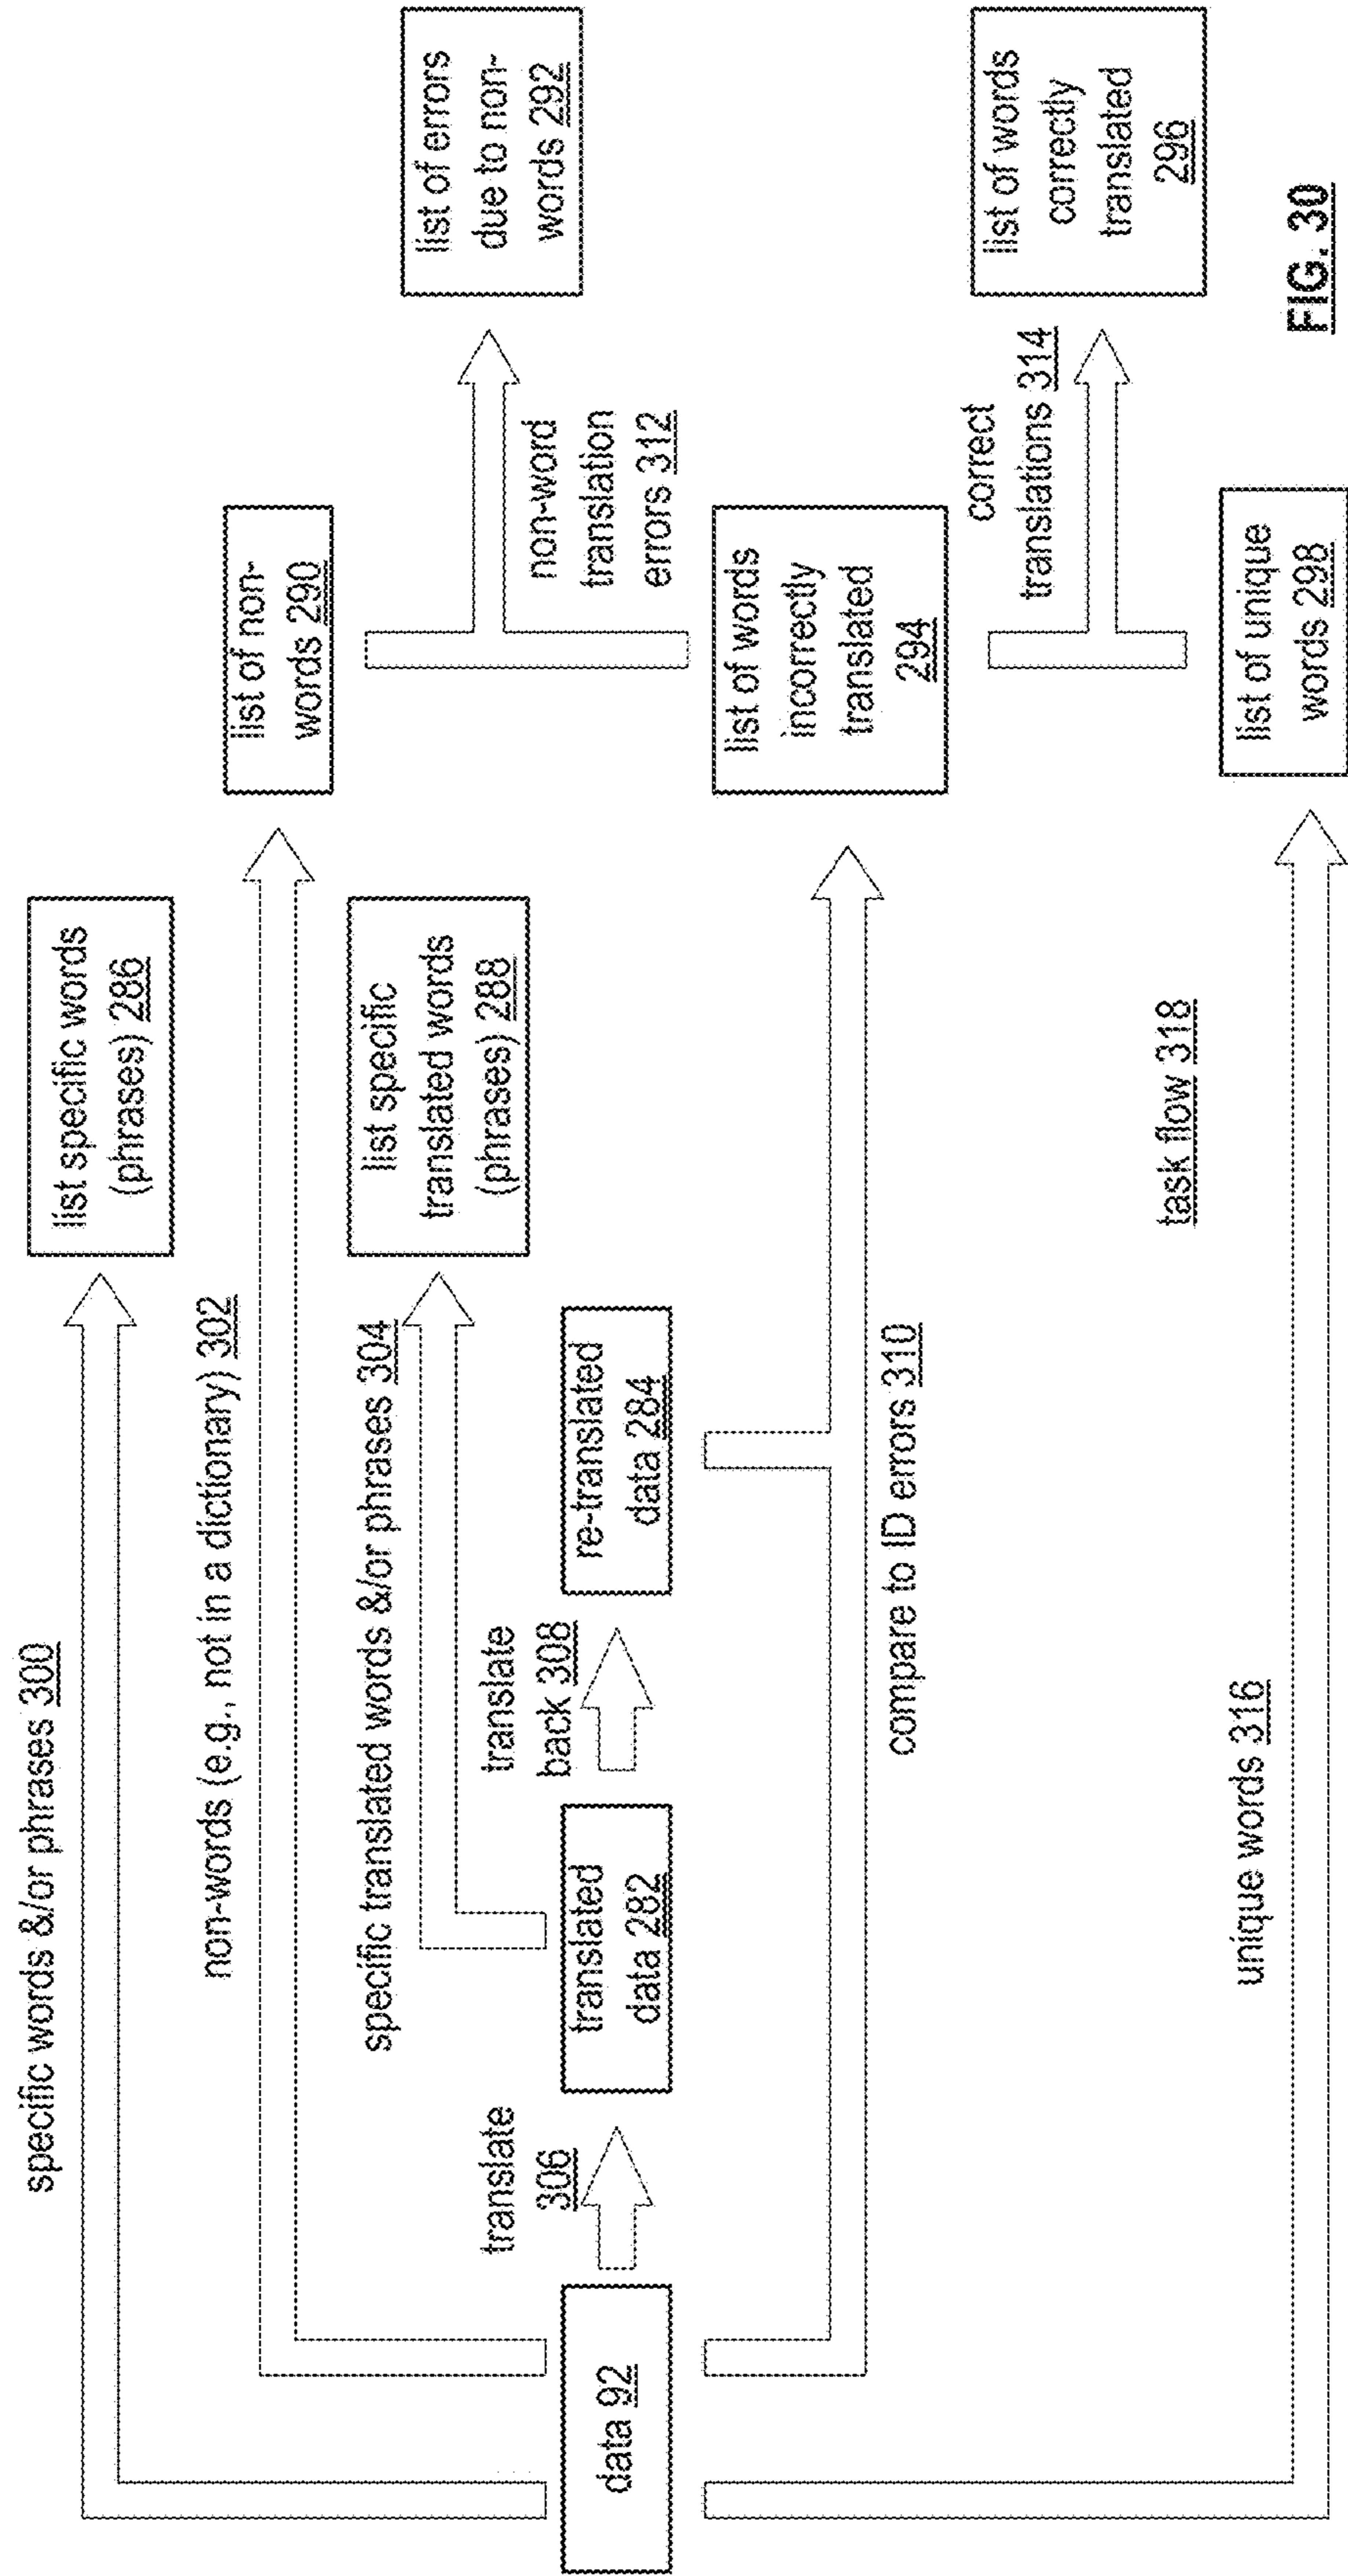 specific words &/or phrases 300
list specific words
(phrases) 286
non-words (e.g., not in a dictionary) 302
list of non-
words 290
specific translated words &/or phrases 304
list specific
translated words
(phrases) 288
list of errors
due to non-
words 292
non-word
translation
errors 312
data 92
translate
306
translated
data 282
translate
back 308
re-translated
data 284
compare to ID errors 310
list of words
incorrectly
translated
294
correct
translations 314
list of words
correctly
translated
296
unique words 316
task flow 318
list of unique
words 298
FIG. 30